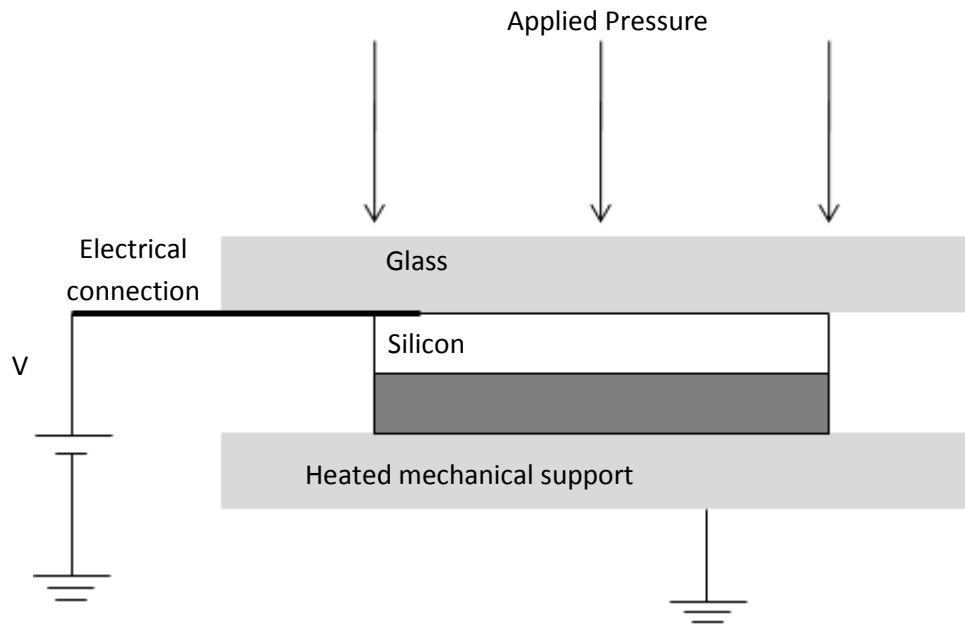 Applied Pressure
Electrical
connection
Glass
Silicon
V
Heated mechanical support